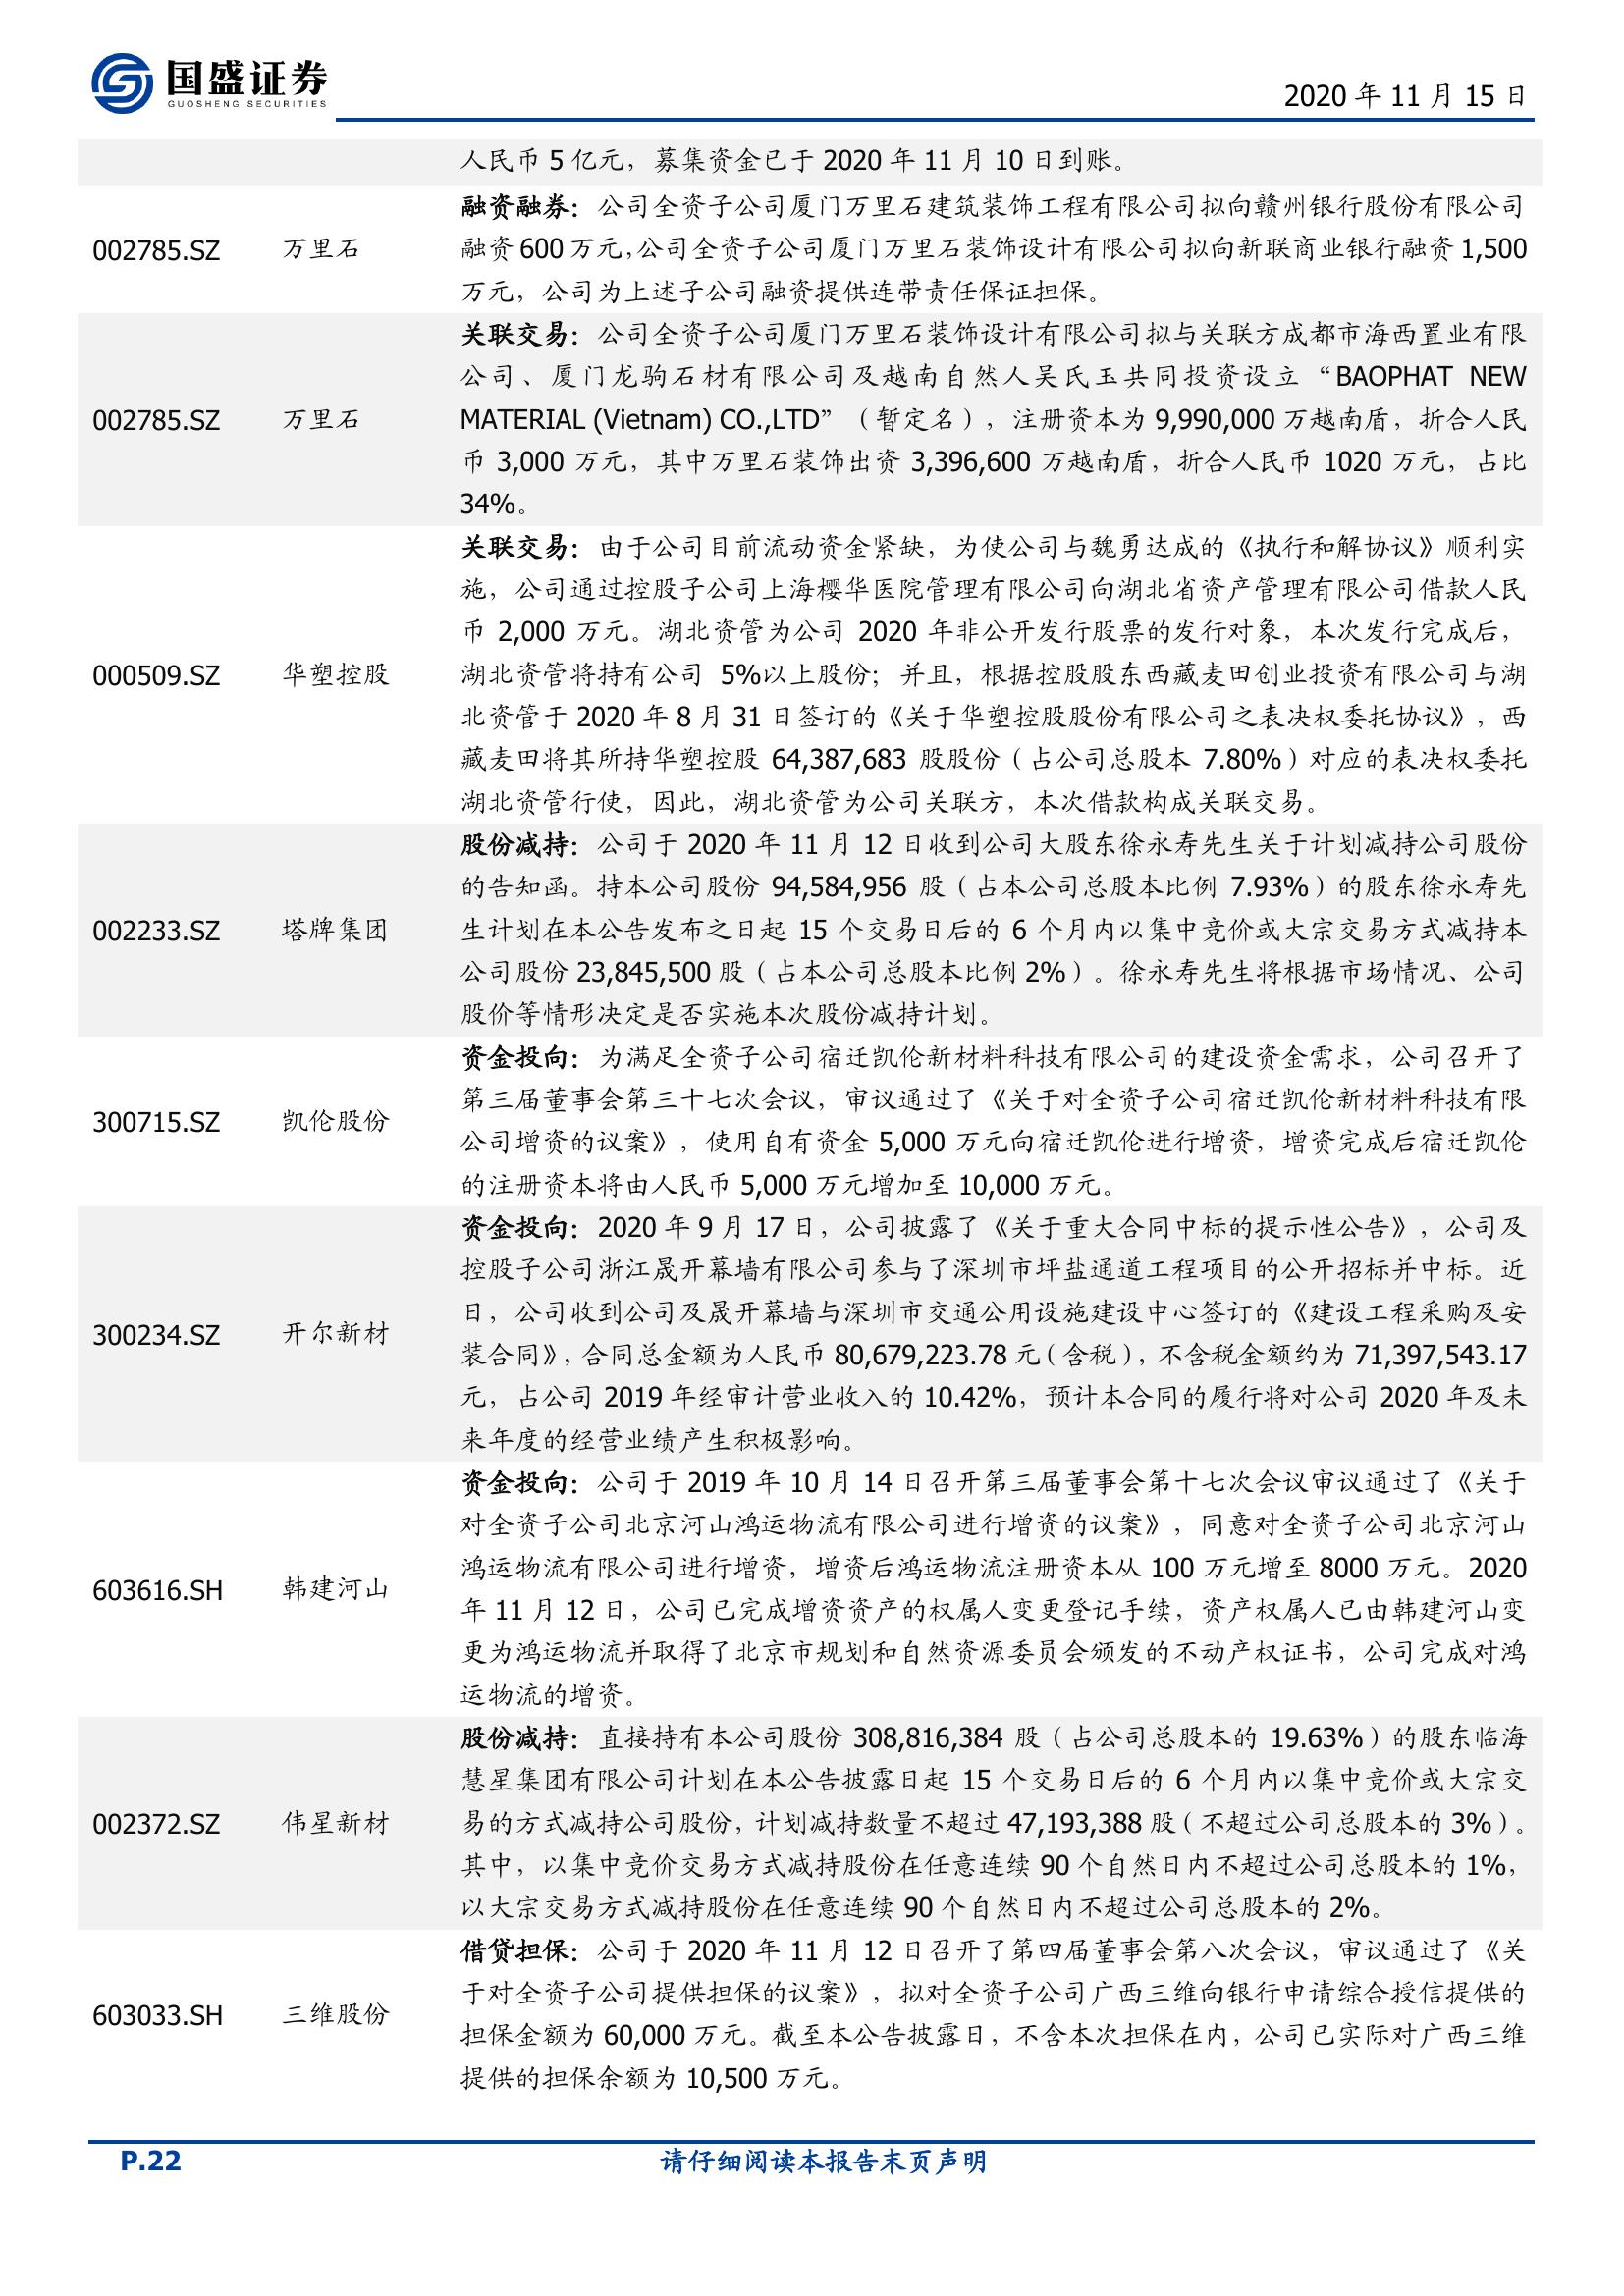 国盛证券
GUOSHENG SECURITIES
2020 年 11 月 15 日
人民币 5 亿元，募集资金已于 2020 年 11 月 10 日到账。
002785.SZ 万里石
融资融券：公司全资子公司厦门万里石建筑装饰工程有限公司拟向赣州银行股份有限公司
融资 600 万元，公司全资子公司厦门万里石装饰设计有限公司拟向新联商业银行融资 1,500
万元，公司为上述子公司融资提供连带责任保证担保。
002785.SZ 万里石
关联交易：公司全资子公司厦门万里石装饰设计有限公司拟与关联方成都市海西置业有限
公司、厦门龙驹石材有限公司及越南自然人吴氏玉共同投资设立“BAOPHAT NEW
MATERIAL (Vietnam) CO.,LTD”（暂定名），注册资本为 9,990,000 万越南盾，折合人民
币 3,000 万元，其中万里石装饰出资 3,396,600 万越南盾，折合人民币 1020 万元，占比
34%。
000509.SZ 华塑控股
关联交易：由于公司目前流动资金紧缺，为使公司与魏勇达成的《执行和解协议》顺利实
施，公司通过控股子公司上海樱华医院管理有限公司向湖北省资产管理有限公司借款人民
币 2,000 万元。湖北资管为公司 2020 年非公开发行股票的发行对象，本次发行完成后，
湖北资管将持有公司 5%以上股份；并且，根据控股股东西藏麦田创业投资有限公司与湖
北资管于 2020 年 8 月 31 日签订的《关于华塑控股股份有限公司之表决权委托协议》，西
藏麦田将其所持华塑控股 64,387,683 股股份（占公司总股本 7.80%）对应的表决权委托
湖北资管行使，因此，湖北资管为公司关联方，本次借款构成关联交易。
002233.SZ 塔牌集团
股份减持：公司于 2020 年 11 月 12 日收到公司大股东徐永寿先生关于计划减持公司股份
的告知函。持本公司股份 94,584,956 股（占本公司总股本比例 7.93%）的股东徐永寿先
生计划在本公告发布之日起 15 个交易日后的 6 个月内以集中竞价或大宗交易方式减持本
公司股份 23,845,500 股（占本公司总股本比例 2%）。徐永寿先生将根据市场情况、公司
股价等情形决定是否实施本次股份减持计划。
300715.SZ 凯伦股份
资金投向：为满足全资子公司宿迁凯伦新材料科技有限公司的建设资金需求，公司召开了
第三届董事会第三十七次会议，审议通过了《关于对全资子公司宿迁凯伦新材料科技有限
公司增资的议案》，使用自有资金 5,000 万元向宿迁凯伦进行增资，增资完成后宿迁凯伦
的注册资本将由人民币 5,000 万元增加至 10,000 万元。
300234.SZ 开尔新材
资金投向：2020 年 9 月 17 日，公司披露了《关于重大合同中标的提示性公告》，公司及
控股子公司浙江晟开幕墙有限公司参与了深圳市坪盐通道工程项目的公开招标并中标。近
日，公司收到公司及晟开幕墙与深圳市交通公用设施建设中心签订的《建设工程采购及安
装合同》，合同总金额为人民币 80,679,223.78 元（含税），不含税金额约为 71,397,543.17
元，占公司 2019 年经审计营业收入的 10.42%，预计本合同的履行将对公司 2020 年及未
来年度的经营业绩产生积极影响。
603616.SH 韩建河山
资金投向：公司于 2019 年 10 月 14 日召开第三届董事会第十七次会议审议通过了《关于
对全资子公司北京河山鸿运物流有限公司进行增资的议案》，同意对全资子公司北京河山
鸿运物流有限公司进行增资，增资后鸿运物流注册资本从 100 万元增至 8000 万元。2020
年 11 月 12 日，公司已完成增资资产的权属人变更登记手续，资产权属人已由韩建河山变
更为鸿运物流并取得了北京市规划和自然资源委员会颁发的不动产权证书，公司完成对鸿
运物流的增资。
002372.SZ 伟星新材
股份减持：直接持有本公司股份 308,816,384 股（占公司总股本的 19.63%）的股东临海
慧星集团有限公司计划在本公告披露日起 15 个交易日后的 6 个月内以集中竞价或大宗交
易的方式减持公司股份，计划减持数量不超过 47,193,388 股（不超过公司总股本的 3%）。
其中，以集中竞价交易方式减持股份在任意连续 90 个自然日内不超过公司总股本的 1%，
以大宗交易方式减持股份在任意连续 90 个自然日内不超过公司总股本的 2%。
603033.SH 三维股份
借贷担保：公司于 2020 年 11 月 12 日召开了第四届董事会第八次会议，审议通过了《关
于对全资子公司提供担保的议案》，拟对全资子公司广西三维向银行申请综合授信提供的
担保金额为 60,000 万元。截至本公告披露日，不含本次担保在内，公司已实际对广西三维
提供的担保余额为 10,500 万元。
P.22 请仔细阅读本报告末页声明